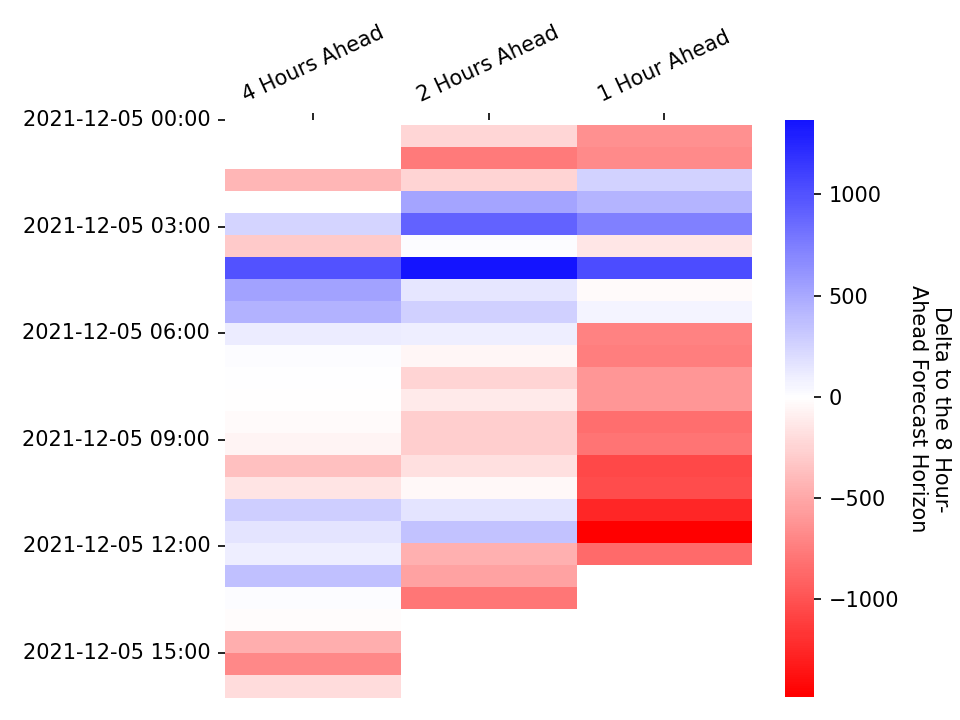 4 Hours Ahead
2 Hours Ahead
1 Hour Ahead
2021-12-05 00:00
2021-12-05 03:00
2021-12-05 06:00
2021-12-05 09:00
2021-12-05 12:00
2021-12-05 15:00
1000
500
0
−500
−1000
Delta to the 8 Hour-
Ahead Forecast Horizon